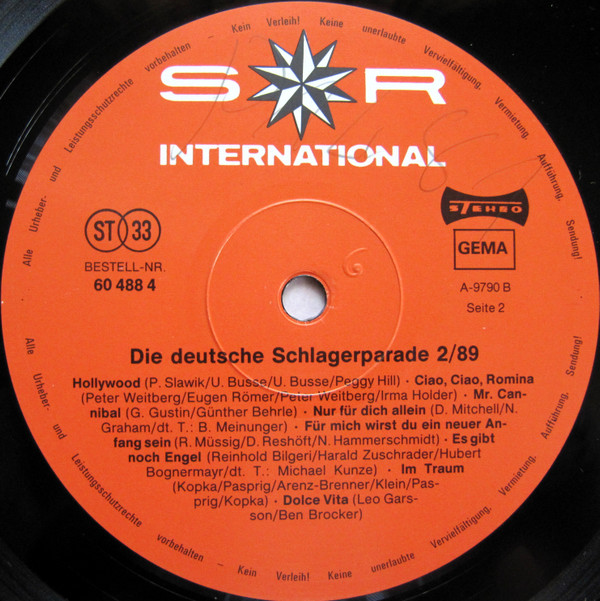 Alle Urheber- und Leistungsschutzrechte vorbehalten - Kein Verleih! Keine unerlaubte Vervielfältigung, Vermietung, Aufführung, Sendung!
S R
INTERNATIONAL
STEREO
ST 33
GEMA
BESTELL-NR.
60 488 4
A-9790 B
Seite 2
6
Die deutsche Schlagerparade 2/89
Hollywood (P. Slawik/U. Busse/U. Busse/Peggy Hill) · Ciao, Ciao, Romina
(Peter Weitberg/Eugen Römer/Peter Weitberg/Irma Holder) · Mr. Can-
nibal (G. Gustin/Günther Behrle) · Nur für dich allein (D. Mitchell/N.
Graham/dt. T.: B. Meinunger) · Für mich wirst du ein neuer An-
fang sein (R. Müssig/D. Reshöft/N. Hammerschmidt) · Es gibt
noch Engel (Reinhold Bilgeri/Harald Zuschrader/Hubert
Bognermayr/dt. T.: Michael Kunze) · Im Traum
(Kopka/Pasprig/Arenz-Brenner/Klein/Pas-
prig/Kopka) · Dolce Vita (Leo Gars-
son/Ben Brocker)
Alle Urheber- und Leistungsschutzrechte vorbehalten - Kein Verleih! Keine unerlaubte Vervielfältigung, Vermietung, Aufführung, Sendung!